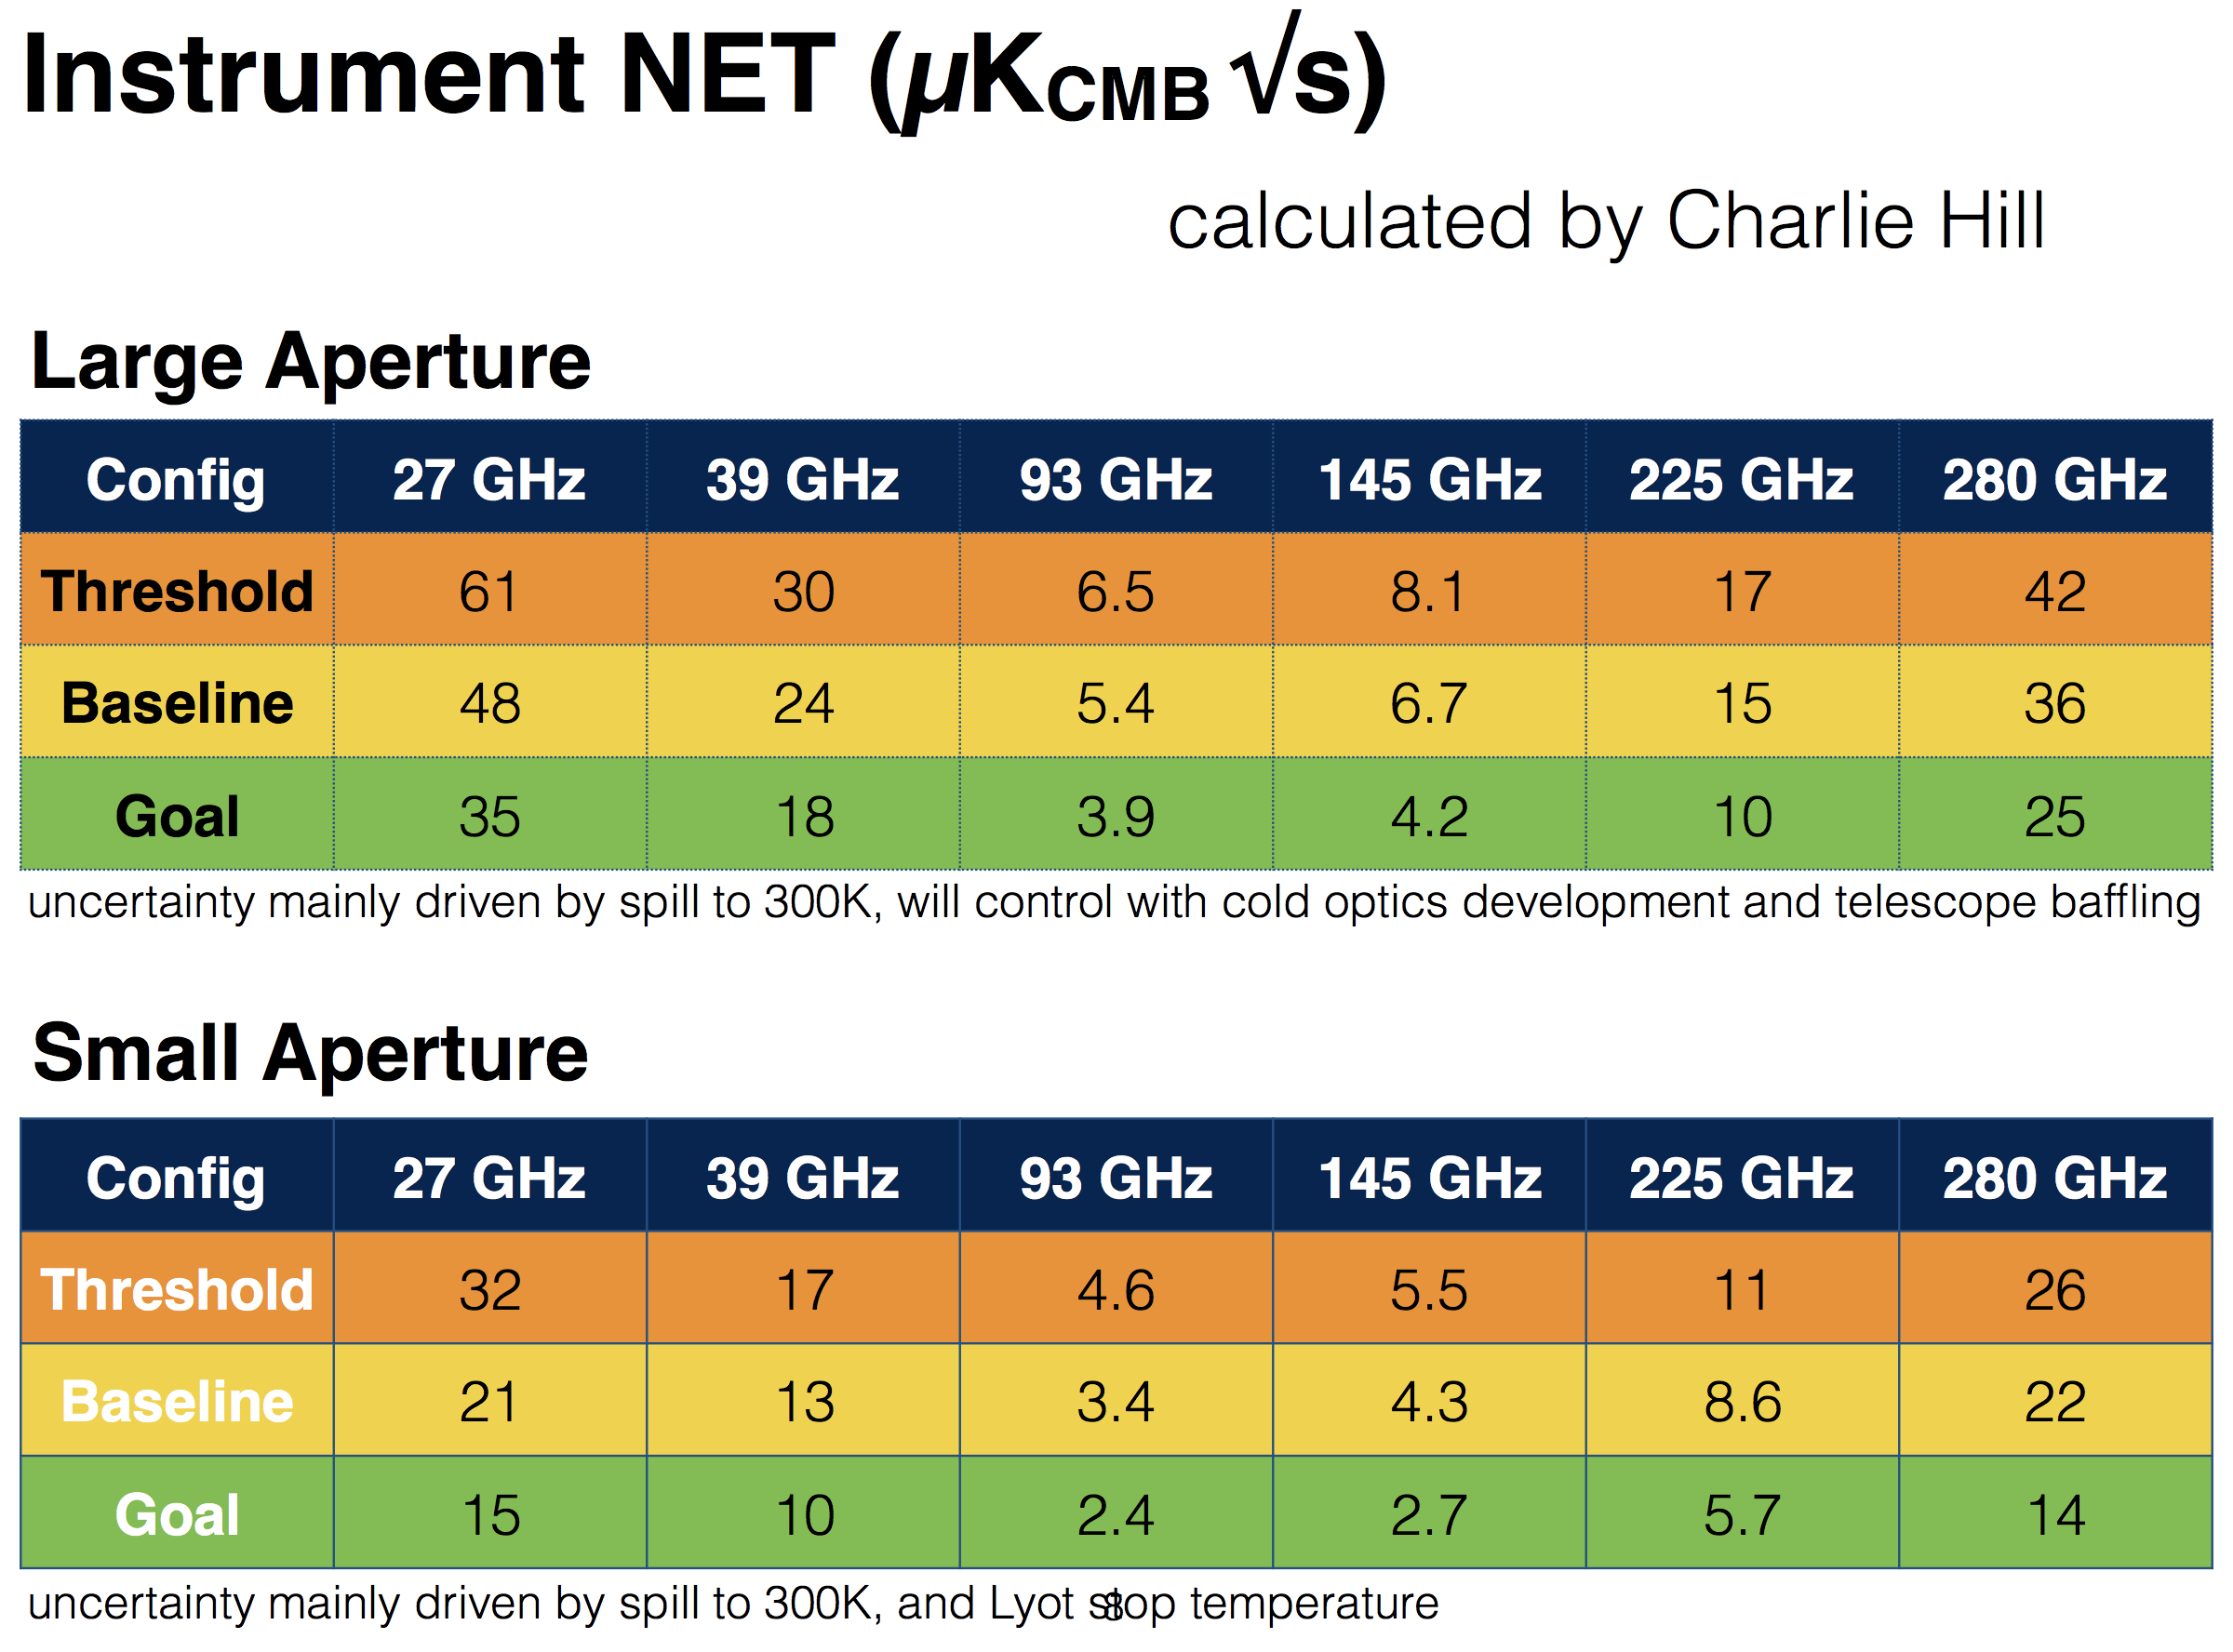 Instrument NET (μK_CMB √s)
calculated by Charlie Hill
Large Aperture
Config 27 GHz 39 GHz 93 GHz 145 GHz 225 GHz 280 GHz
Threshold 61 30 6.5 8.1 17 42
Baseline 48 24 5.4 6.7 15 36
Goal 35 18 3.9 4.2 10 25
uncertainty mainly driven by spill to 300K, will control with cold optics development and telescope baffling
Small Aperture
Config 27 GHz 39 GHz 93 GHz 145 GHz 225 GHz 280 GHz
Threshold 32 17 4.6 5.5 11 26
Baseline 21 13 3.4 4.3 8.6 22
Goal 15 10 2.4 2.7 5.7 14
uncertainty mainly driven by spill to 300K, and Lyot stop temperature
8